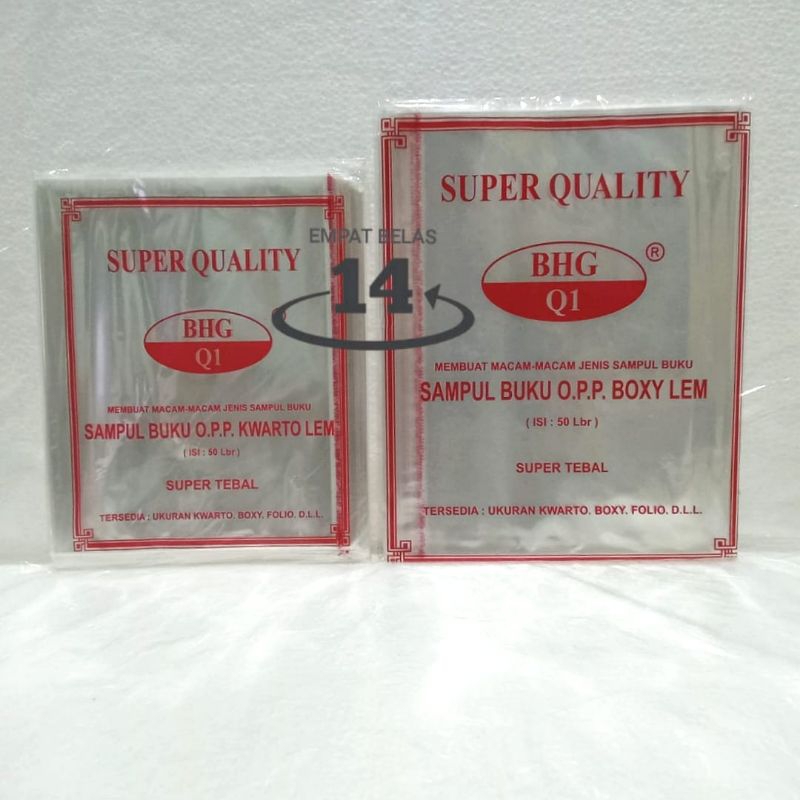 SUPER QUALITY
BHG
Q1
MEMBUAT MACAM-MACAM JENIS SAMPUL BUKU
SAMPUL BUKU O.P.P. KWARTO LEM
( ISI : 50 Lbr )
SUPER TEBAL
TERSEDIA : UKURAN KWARTO. BOXY. FOLIO. D.L.L.
EMPAT BELAS
14
SUPER QUALITY
®
BHG
Q1
MEMBUAT MACAM-MACAM JENIS SAMPUL BUKU
SAMPUL BUKU O.P.P. BOXY LEM
( ISI : 50 Lbr )
SUPER TEBAL
TERSEDIA : UKURAN KWARTO. BOXY. FOLIO. D.L.L.